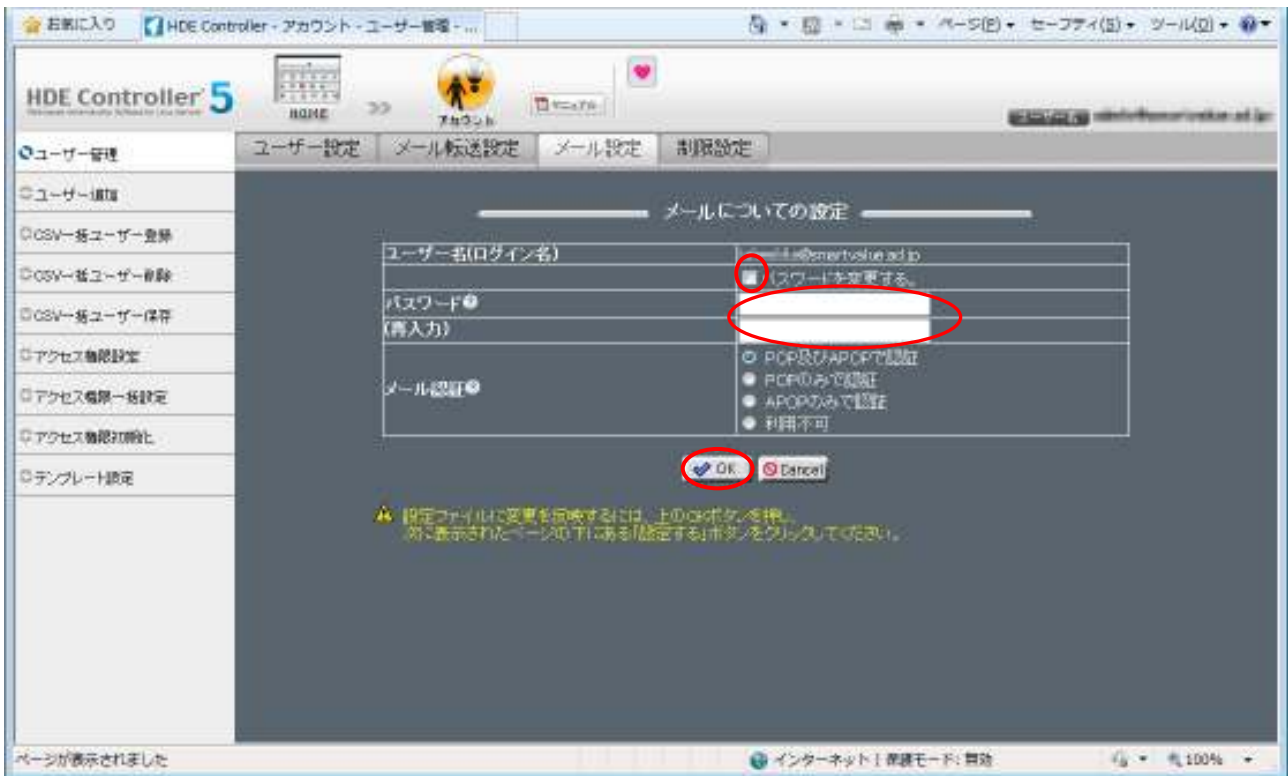 お気に入り HDE Controller - アカウント - ユーザー管理 - ... ページ(P) セーフティ(S) ツール(O)
HDE Controller 5
HOME
アカウント
マニュアル
ユーザー管理
ユーザー設定 メール転送設定 メール設定 制限設定
ユーザー追加
CSV一括ユーザー登録
CSV一括ユーザー削除
CSV一括ユーザー保存
アクセス権限設定
アクセス権限一括設定
アクセス権限初期化
テンプレート設定
メールについての設定
ユーザー名(ログイン名) @smartvalue.ad.jp
パスワードを変更する。
パスワード
(再入力)
メール認証
POP及びAPOPで認証
POPのみで認証
APOPのみで認証
利用不可
OK Cancel
設定ファイルに変更を反映するには、上のOKボタンを押し、
次に表示されたページの下にある「設定する」ボタンをクリックしてください。
ページが表示されました インターネット | 保護モード: 無効 100%